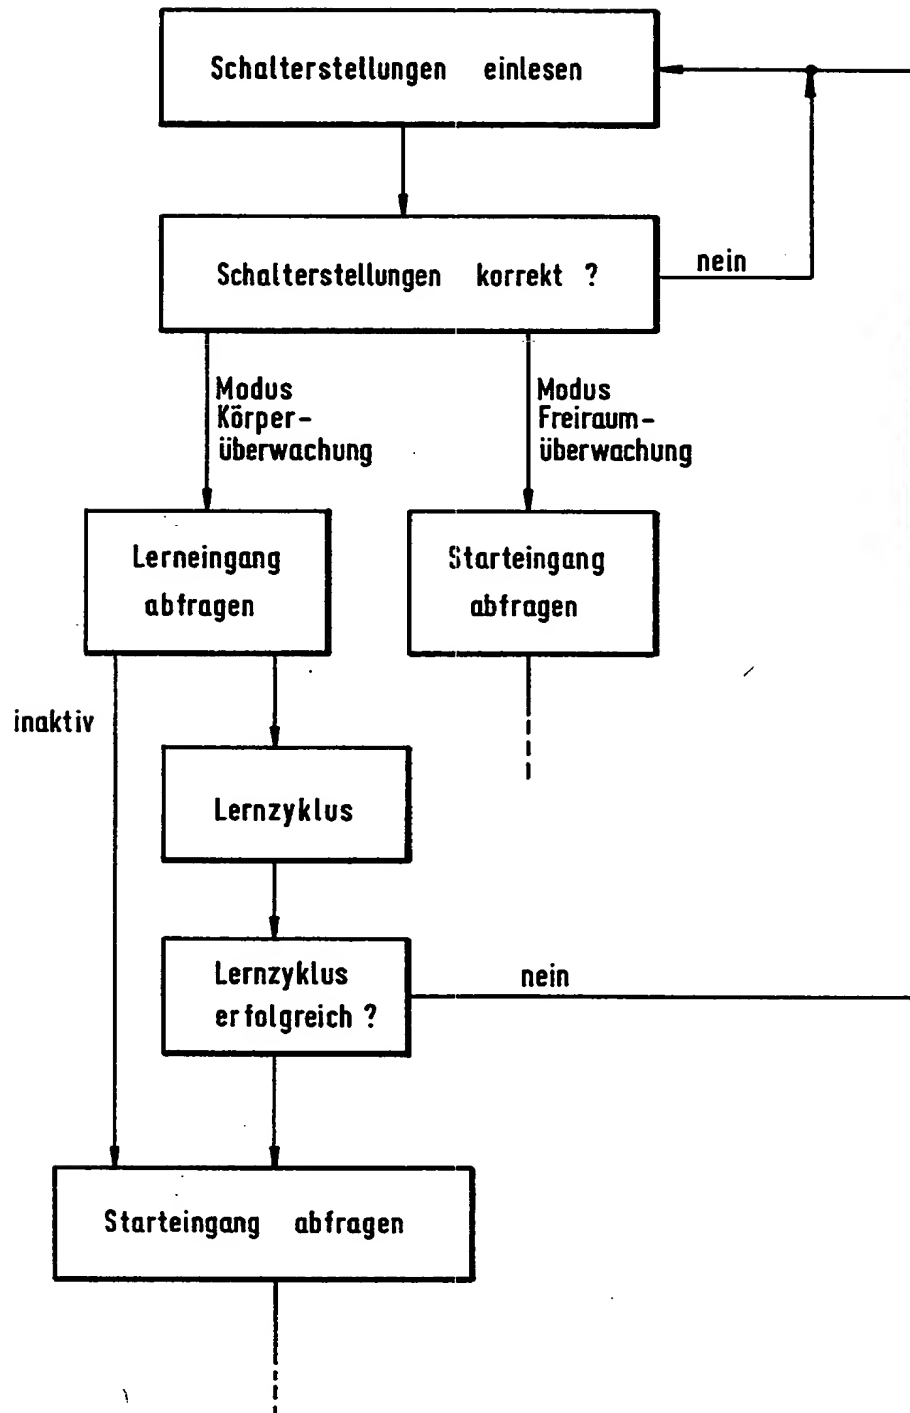 Schalterstellungen einlesen
Schalterstellungen korrekt ?
nein
Modus
Körper-
überwachung
Modus
Freiraum-
überwachung
Lerneingang
abfragen
Starteingang
abfragen
inaktiv
Lernzyklus
Lernzyklus
erfolgreich ?
nein
Starteingang abfragen